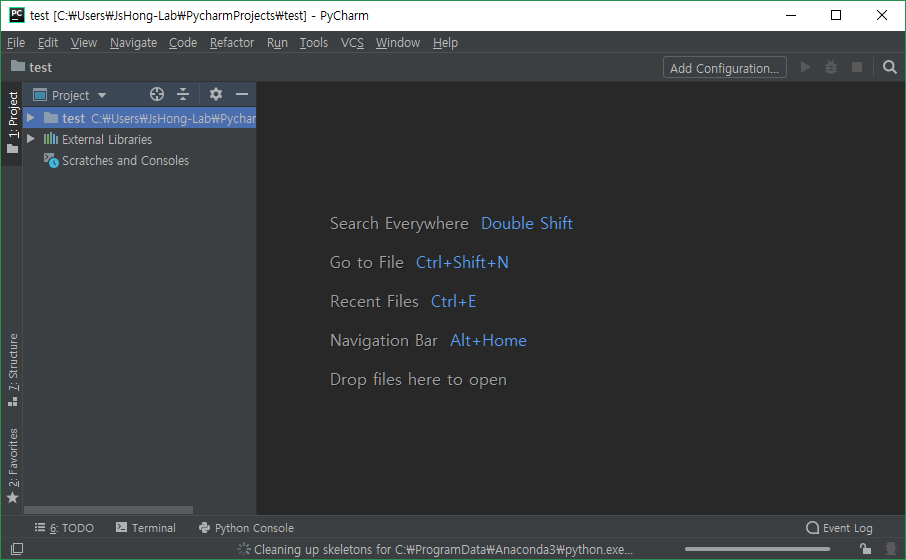 PC test [C:₩Users₩JsHong-Lab₩PycharmProjects₩test] - PyCharm
File Edit View Navigate Code Refactor Run Tools VCS Window Help
test Add Configuration...
1: Project
Project
test C:₩Users₩JsHong-Lab₩Pychar
External Libraries
Scratches and Consoles
Search Everywhere Double Shift
Go to File Ctrl+Shift+N
Recent Files Ctrl+E
Navigation Bar Alt+Home
Drop files here to open
7: Structure
2: Favorites
6: TODO Terminal Python Console Event Log
Cleaning up skeletons for C:₩ProgramData₩Anaconda3₩python.exe...